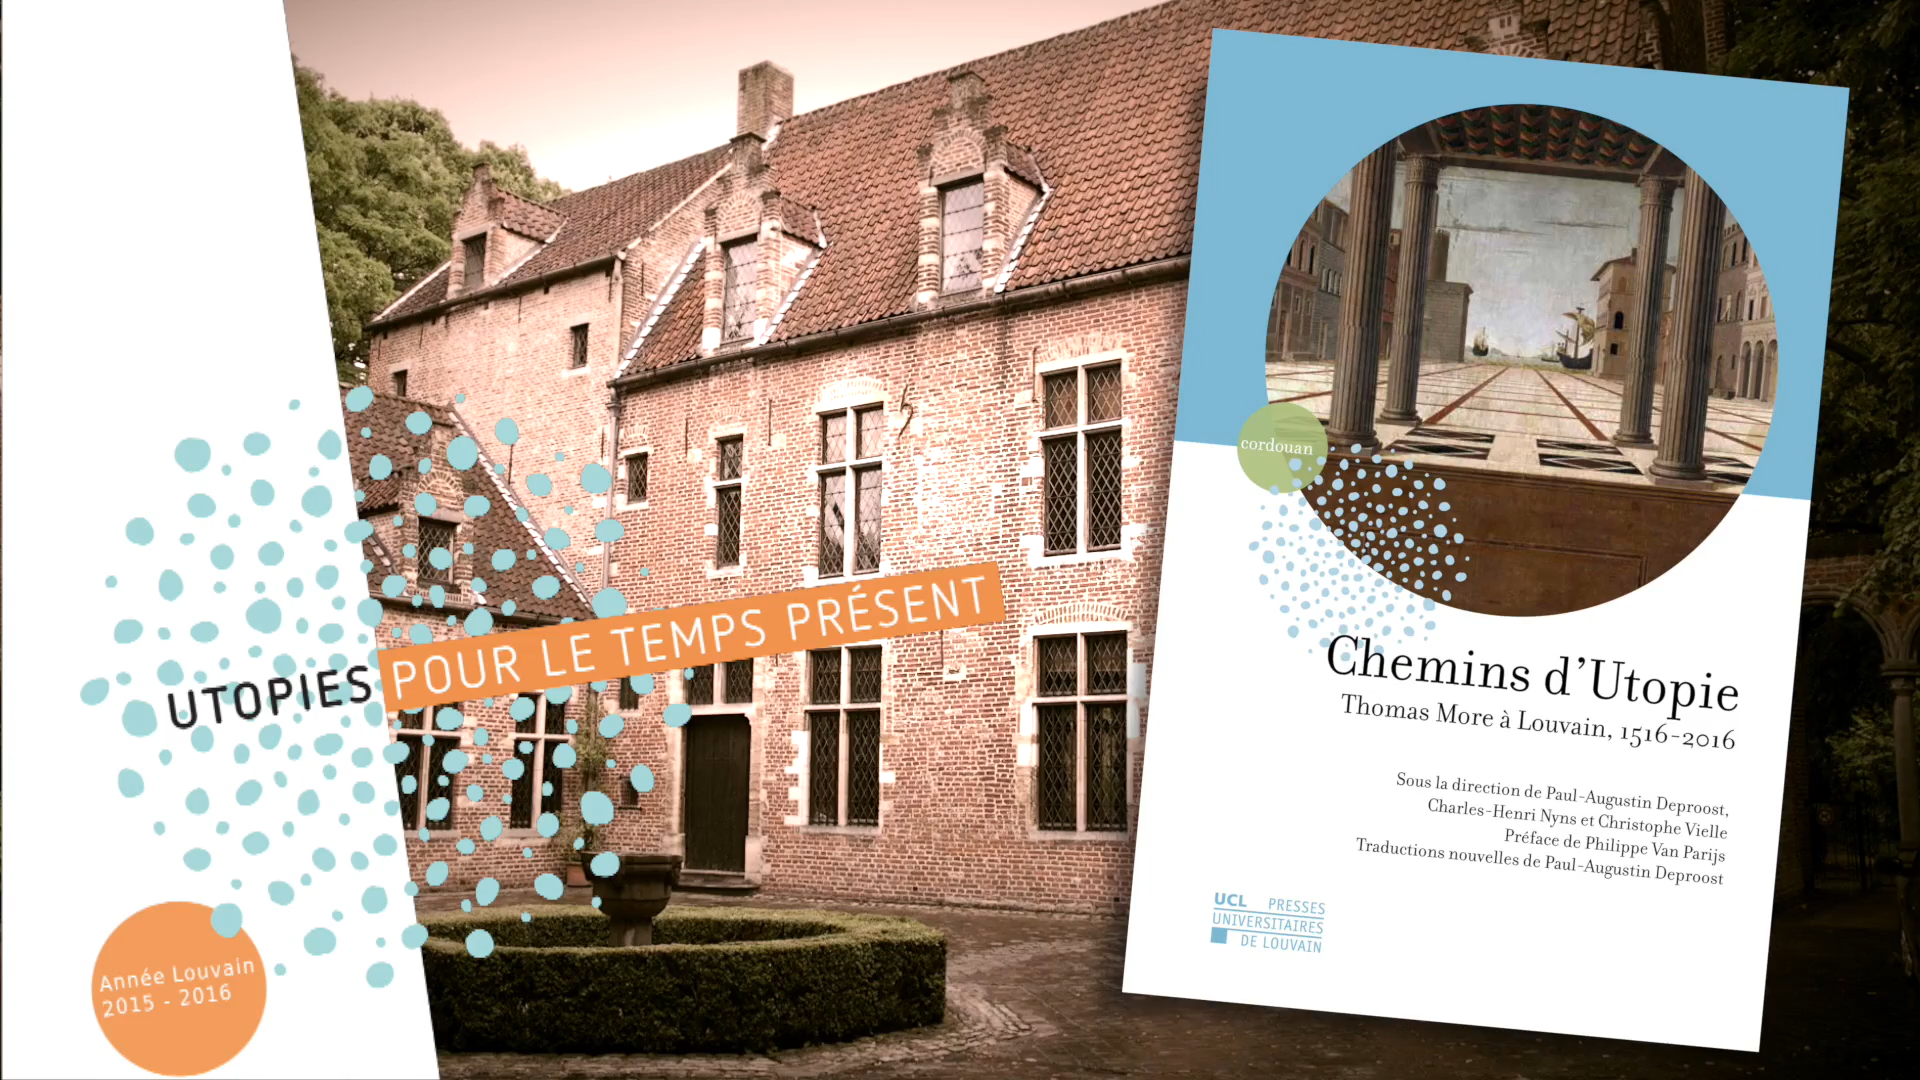 UTOPIES POUR LE TEMPS PRÉSENT
Année Louvain
2015 - 2016
cordouan
Chemins d'Utopie
Thomas More à Louvain, 1516-2016
Sous la direction de Paul-Augustin Deproost,
Charles-Henri Nyns et Christophe Vielle
Préface de Philippe Van Parijs
Traductions nouvelles de Paul-Augustin Deproost
UCL PRESSES
UNIVERSITAIRES
DE LOUVAIN